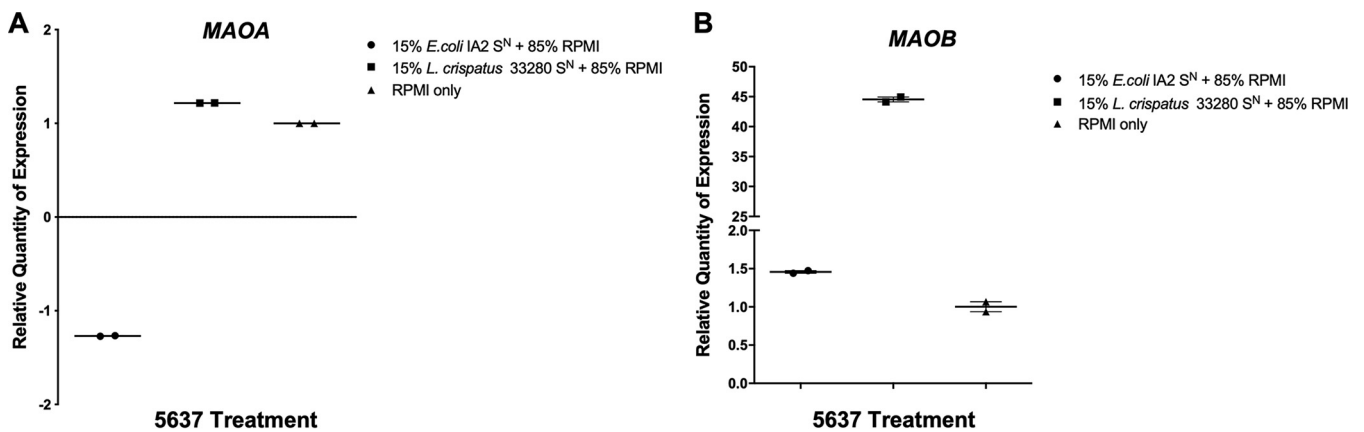 A
MAOA
15% E.coli IA2 Sᴺ + 85% RPMI
15% L. crispatus 33280 Sᴺ + 85% RPMI
RPMI only
Relative Quantity of Expression
2
1
0
-1
-2
5637 Treatment
B
MAOB
15% E.coli IA2 Sᴺ + 85% RPMI
15% L. crispatus 33280 Sᴺ + 85% RPMI
RPMI only
Relative Quantity of Expression
50
45
40
35
30
25
2.0
1.5
1.0
0.5
0.0
5637 Treatment